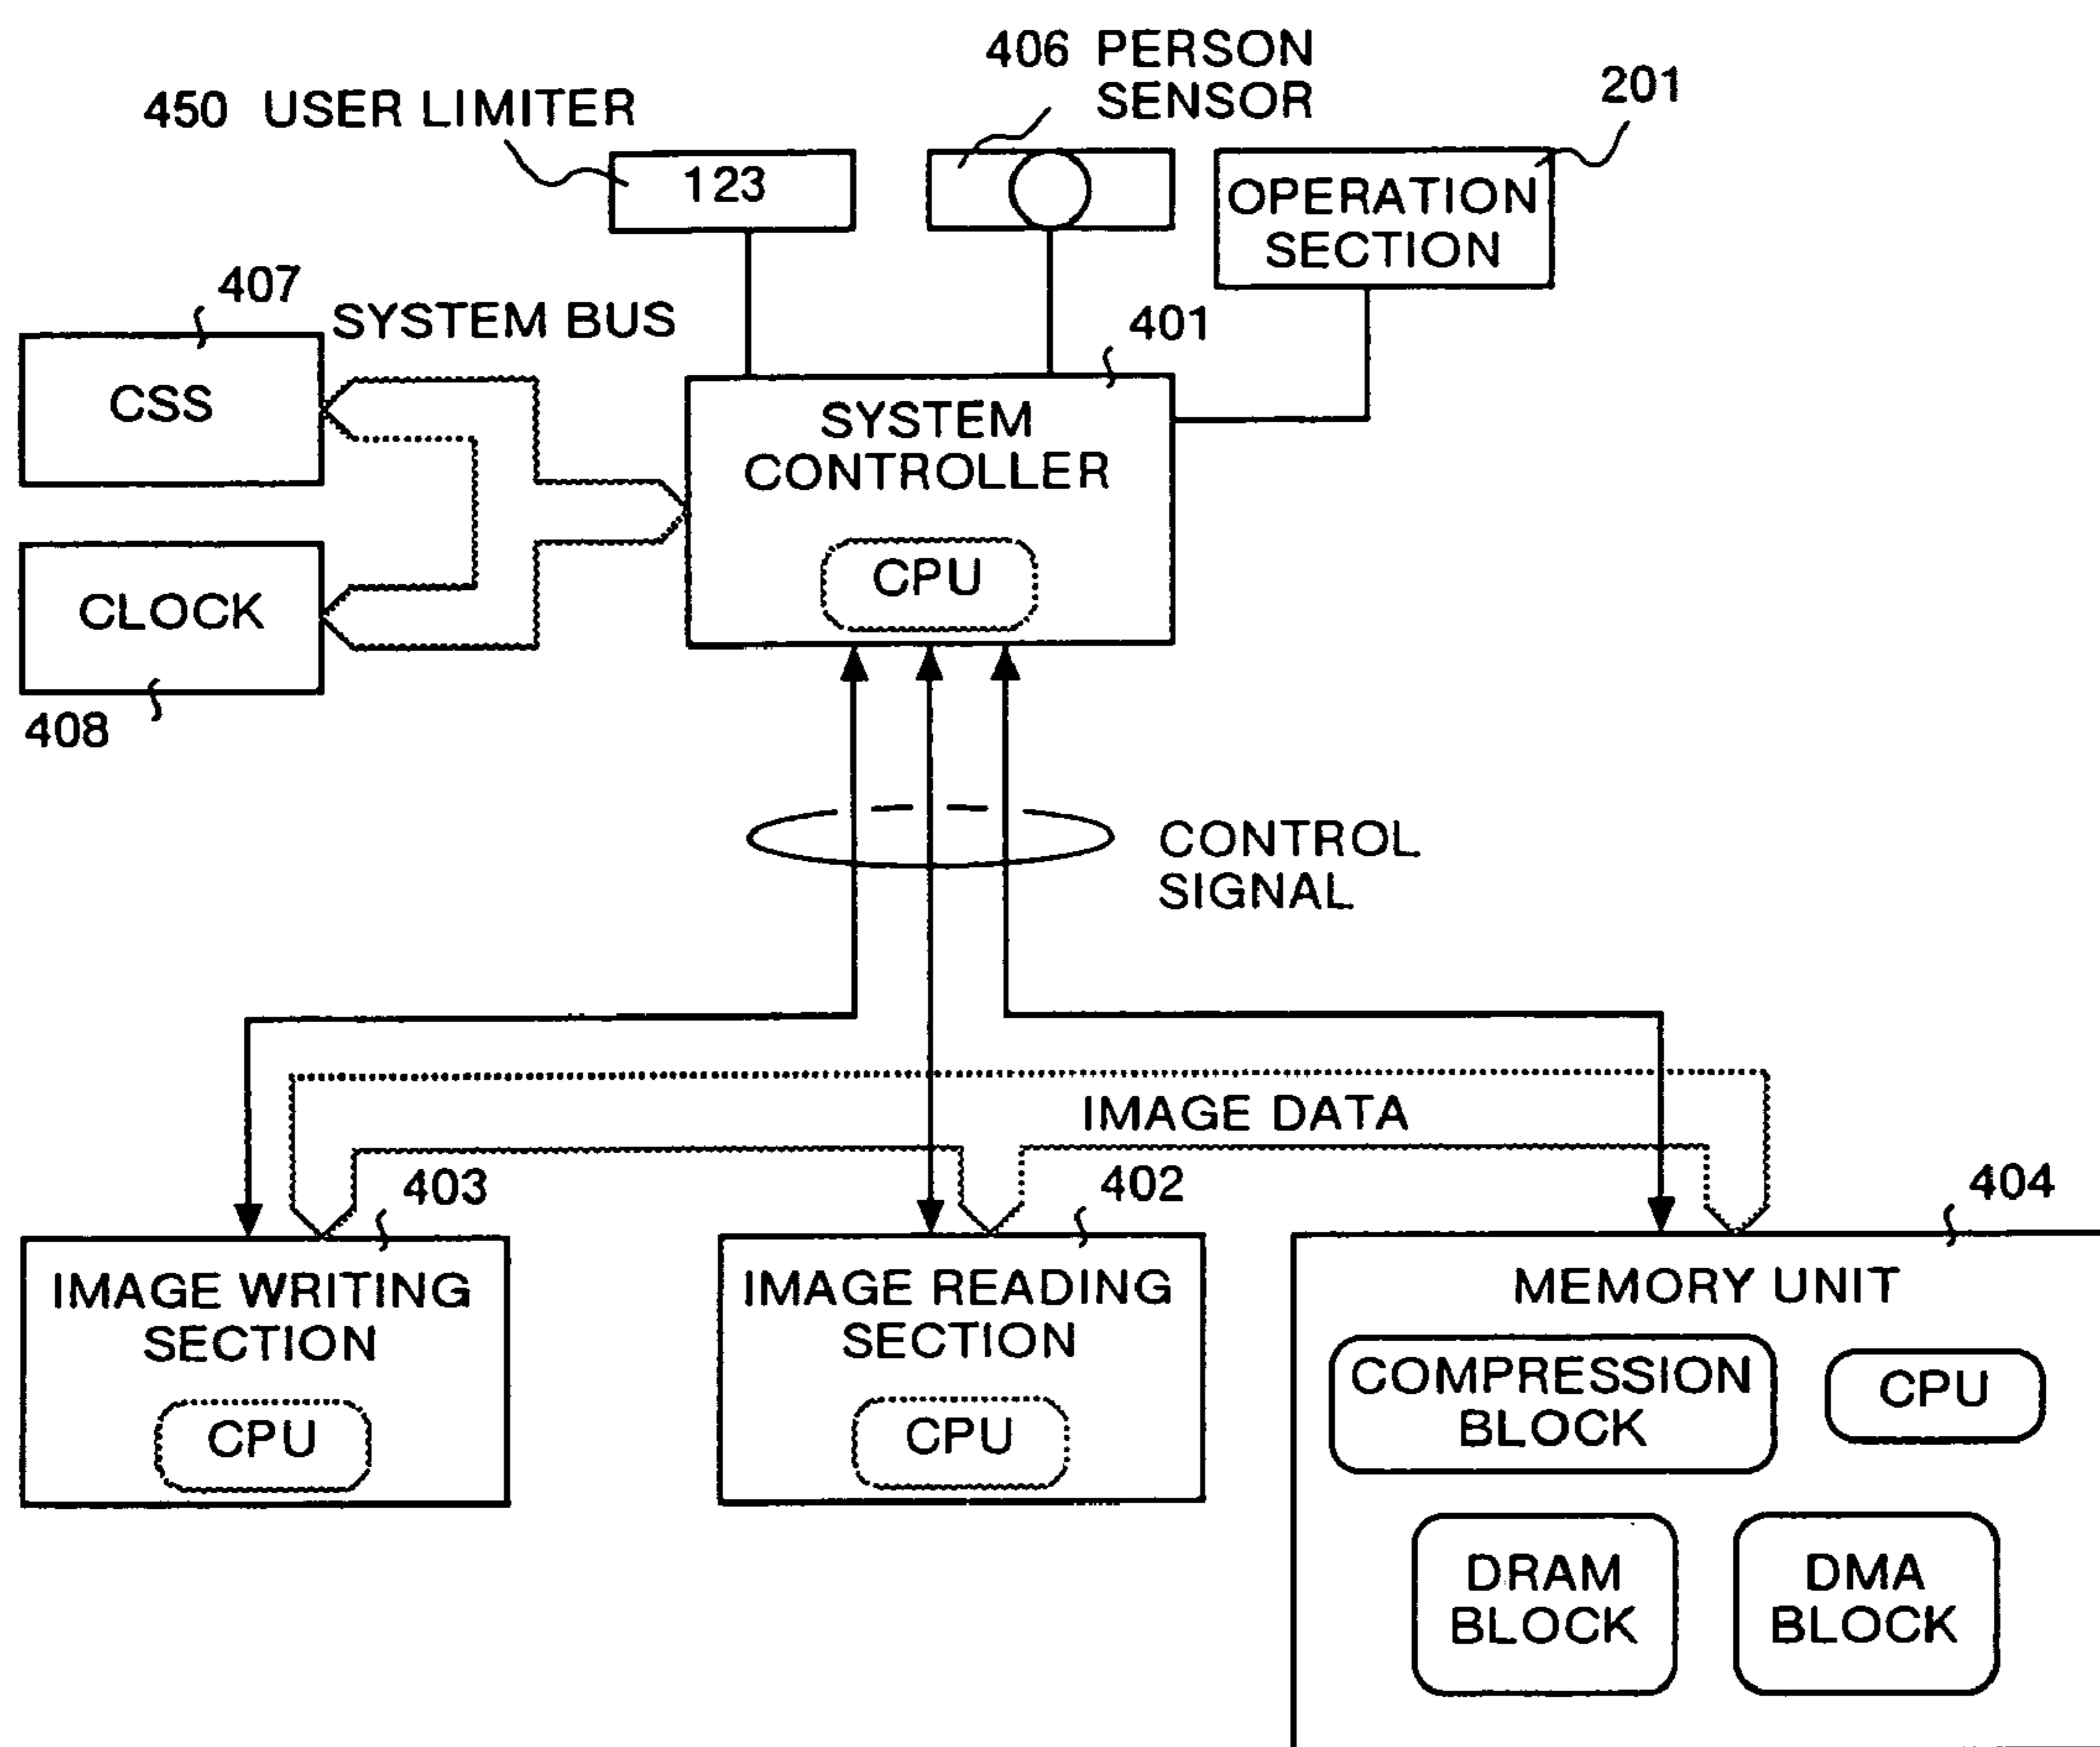 406 PERSON
SENSOR
201
450 USER LIMITER
123
OPERATION
SECTION
407
SYSTEM BUS
401
CSS
SYSTEM
CONTROLLER
CPU
CLOCK
408
CONTROL
SIGNAL
IMAGE DATA
403
402
404
IMAGE WRITING
SECTION
CPU
IMAGE READING
SECTION
CPU
MEMORY UNIT
COMPRESSION
BLOCK
CPU
DRAM
BLOCK
DMA
BLOCK